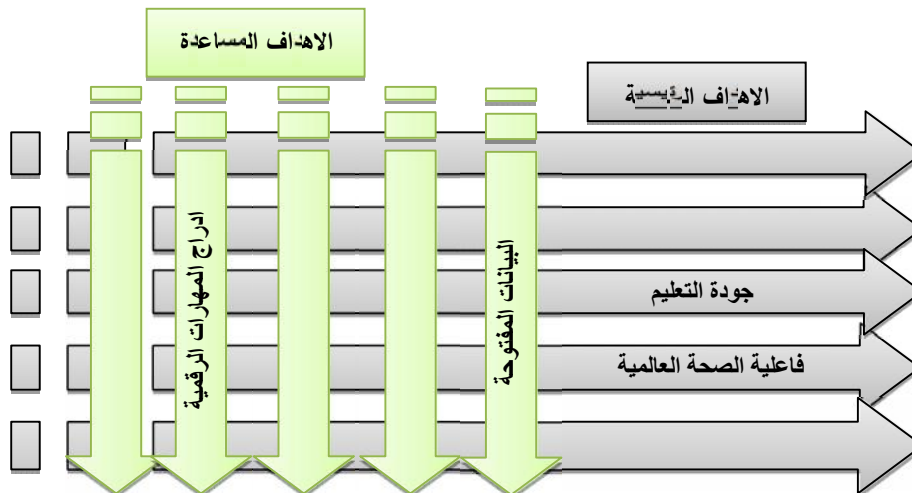 الاهداف المساعدة
الاهداف الرئيسية
ادراج المهارات الرقمية
البيانات المفتوحة
جودة التعليم
فاعلية الصحة العالمية